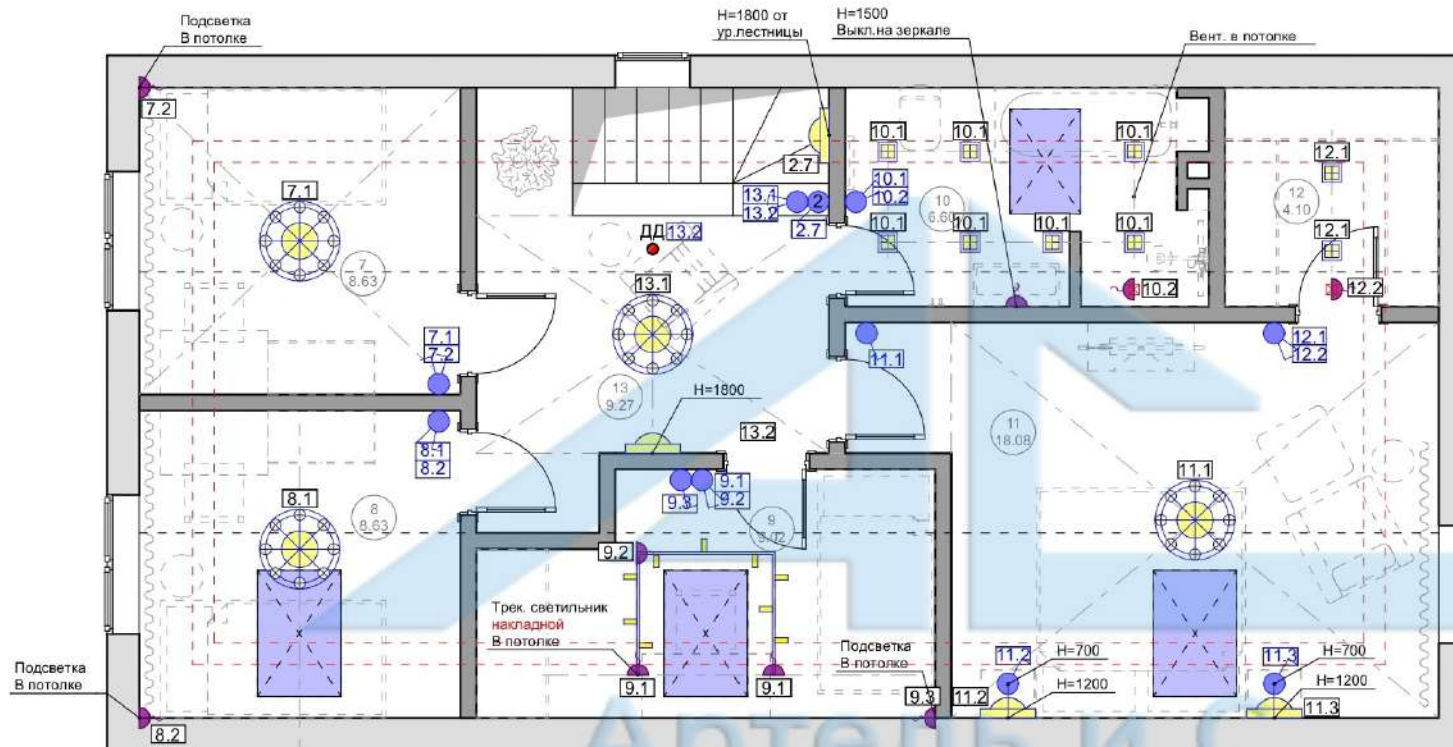 Подсветка
В потолке
H=1800 от
ур.лестницы
H=1500
Выкл.на зеркале
Вент. в потолке
7.2
2.7
10.1
10.1
10.1
12.1
13.1
13.2
2
2.7
10.1
10.2
10
6.60
12
4.10
7.1
ДД
13.2
10.1
10.1
10.1
10.1
12.1
7
8.63
13.1
10.2
12.2
7.1
7.2
11.1
12.1
12.2
13
9.27
H=1800
13.2
11
18.08
8.1
8.2
8.1
8
8.63
9.3
9.1
9.2
9
11.1
9.2
Трек. светильник
накладной
В потолке
Подсветка
В потолке
Подсветка
В потолке
9.1
9.1
9.3
11.2
H=700
11.2
H=1200
11.3
H=700
H=1200
11.3
8.2
Артель и С